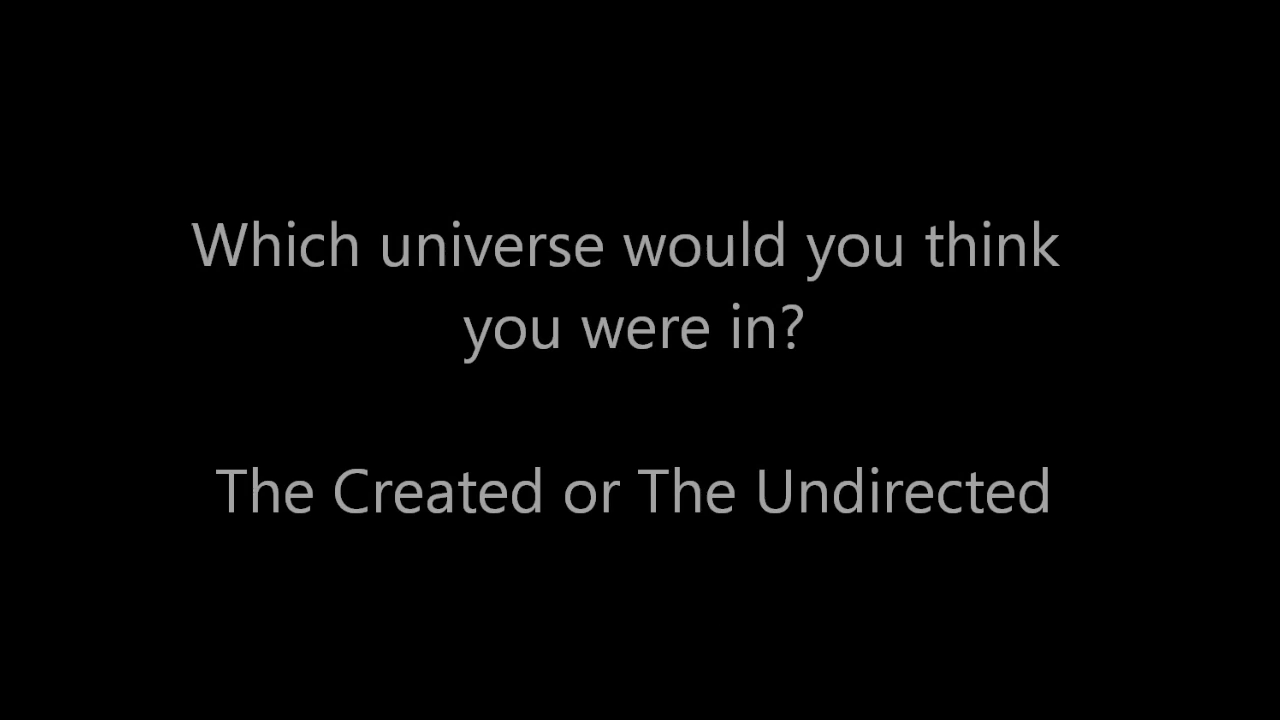 Which universe would you think
you were in?
The Created or The Undirected